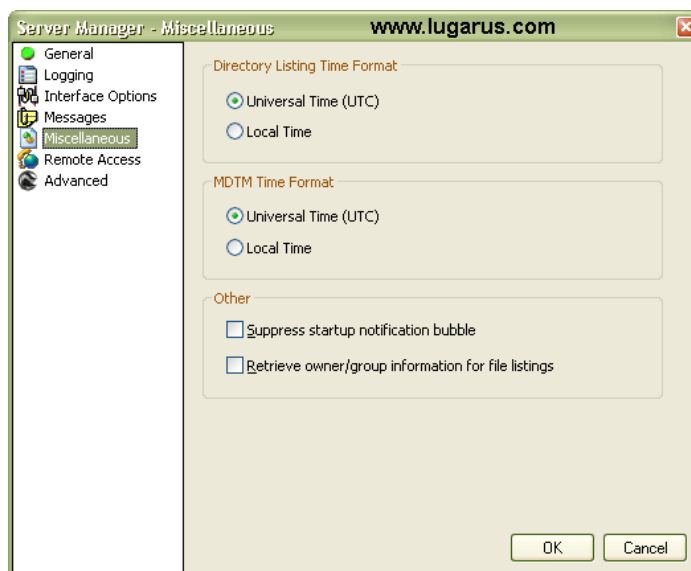 Server Manager - Miscellaneous
www.lugarus.com
General
Logging
Interface Options
Messages
Miscellaneous
Remote Access
Advanced
Directory Listing Time Format
Universal Time (UTC)
Local Time
MDTM Time Format
Universal Time (UTC)
Local Time
Other
Suppress startup notification bubble
Retrieve owner/group information for file listings
OK
Cancel